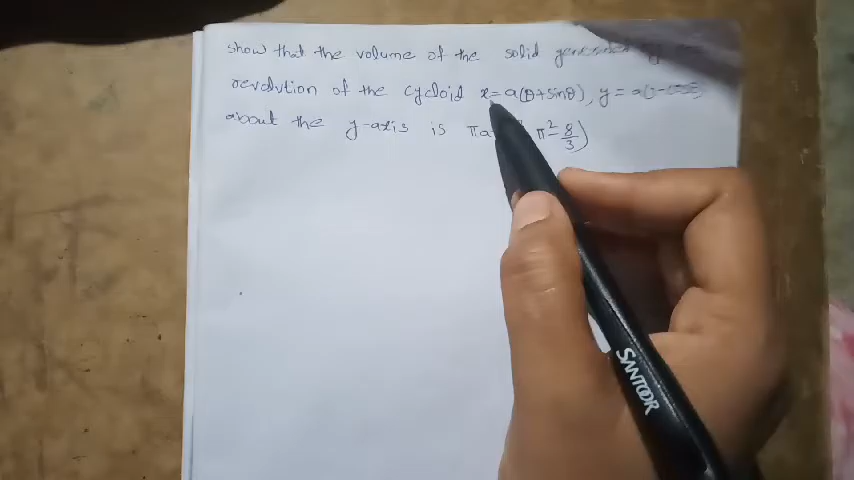 show that the volume of the solid
revolution of the cycloid x=a(θ+sinθ), y=
about the y-axis is πa π²-8/3)
SANTOOR